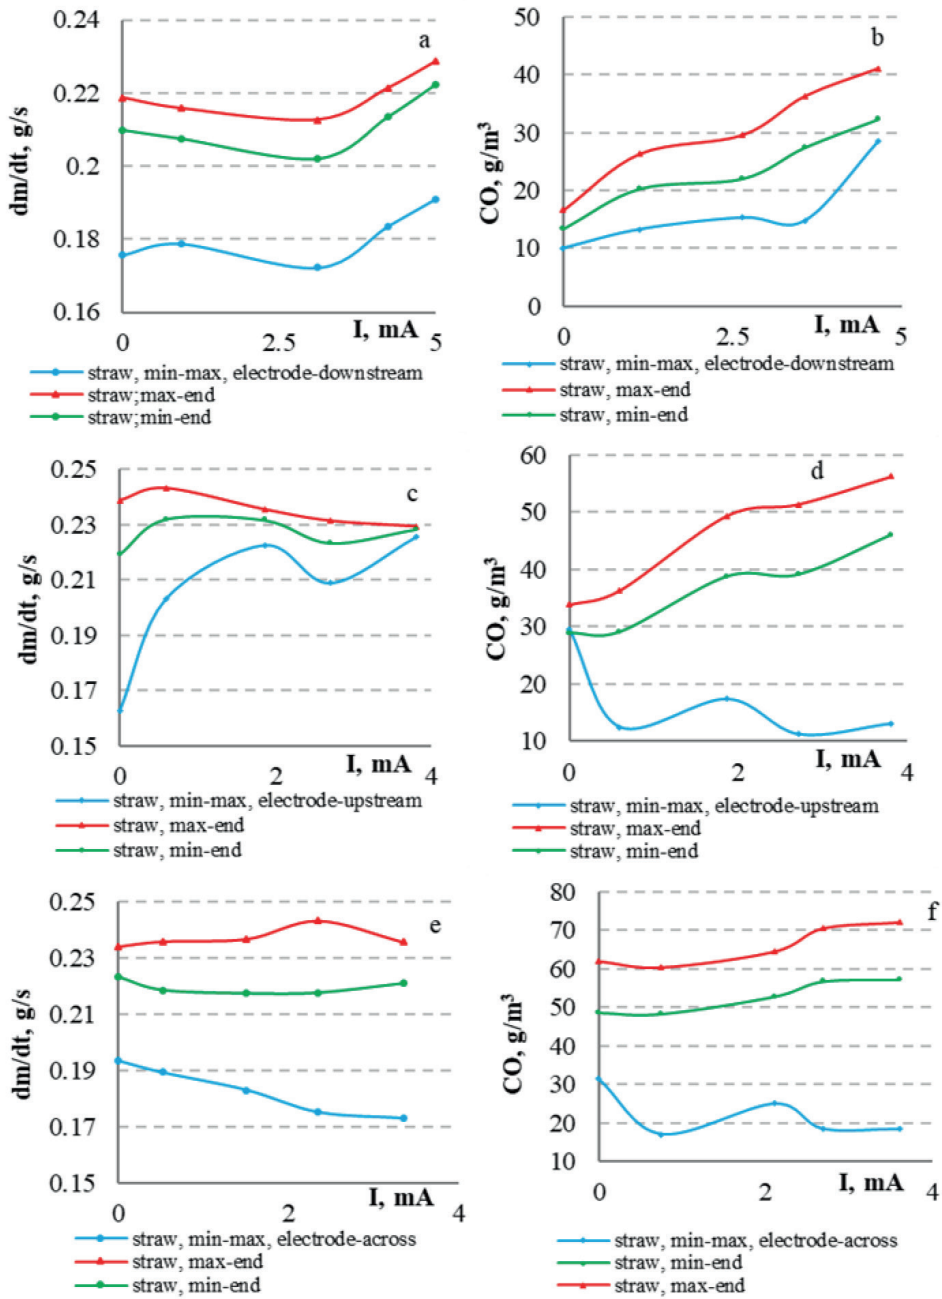 a
dm/dt, g/s
0.24
0.22
0.2
0.18
0.16
0
2.5
5
I, mA
straw, min-max, electrode-downstream
straw;max-end
straw;min-end
b
CO, g/m³
50
40
30
20
10
0
0
2.5
5
I, mA
straw, min-max, electrode-downstream
straw, max-end
straw, min-end
c
dm/dt, g/s
0.25
0.23
0.21
0.19
0.17
0.15
0
2
4
I, mA
straw, min-max, electrode-upstream
straw, max-end
straw, min-end
d
CO, g/m³
60
50
40
30
20
10
0
2
4
I, mA
straw, min-max, electrode-upstream
straw, max-end
straw, min-end
e
dm/dt, g/s
0.25
0.23
0.21
0.19
0.17
0.15
0
2
4
I, mA
straw, min-max, electrode-across
straw, max-end
straw, min-end
f
CO, g/m³
80
70
60
50
40
30
20
10
0
2
4
I, mA
straw, min-max, electrode-across
straw, min-end
straw, max-end